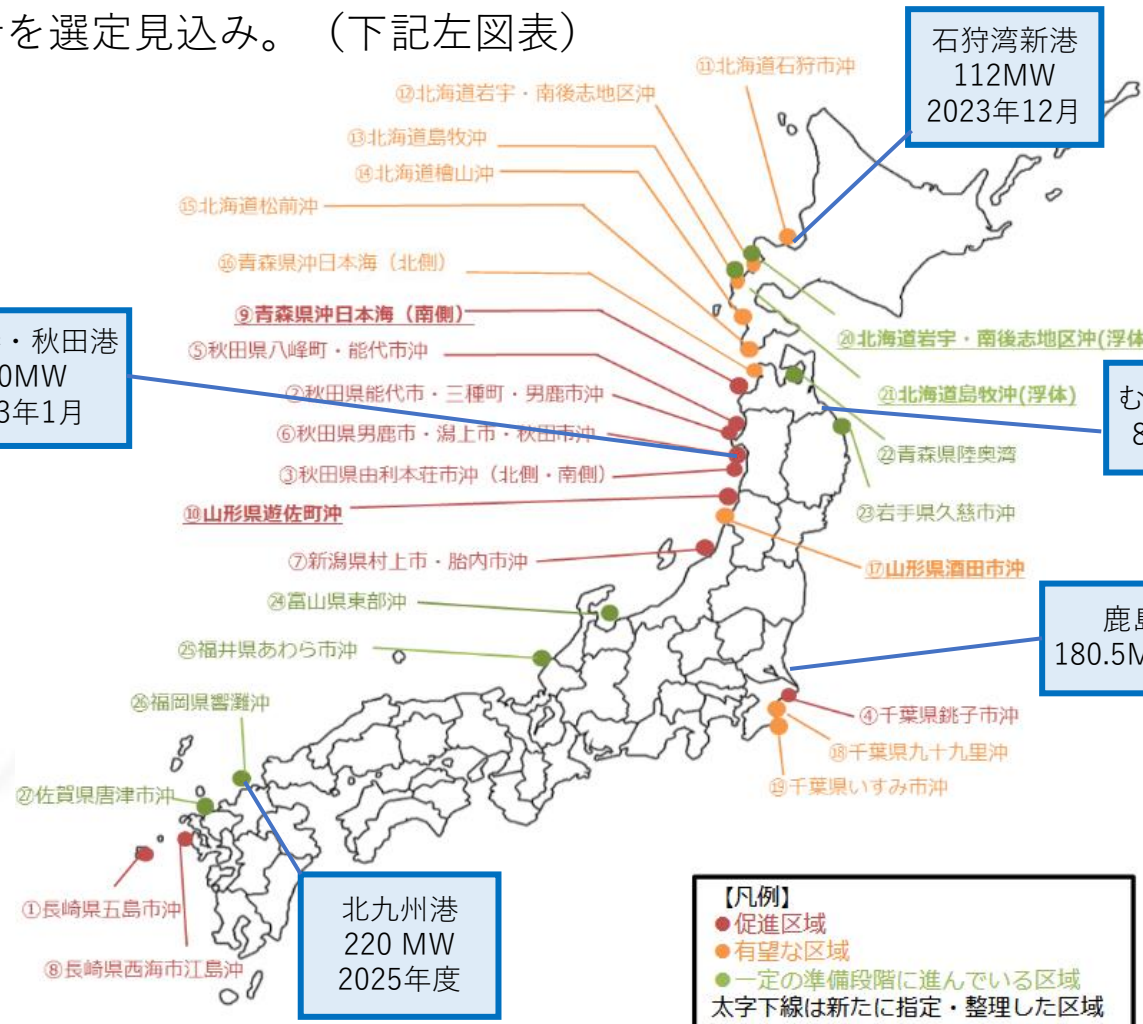 を選定見込み。（下記左図表）
石狩湾新港
112MW
2023年12月
⑪北海道石狩市沖
⑫北海道岩宇・南後志地区沖
⑬北海道島牧沖
⑭北海道檜山沖
⑮北海道松前沖
⑯青森県沖日本海（北側）
⑨青森県沖日本海（南側）
⑤秋田県八峰町・能代市沖
②秋田県能代市・三種町・男鹿市沖
⑥秋田県男鹿市・潟上市・秋田市沖
③秋田県由利本荘市沖（北側・南側）
⑩山形県遊佐町沖
⑦新潟県村上市・胎内市沖
㉔富山県東部沖
㉕福井県あわら市沖
㉖福岡県響灘沖
㉗佐賀県唐津市沖
①長崎県五島市沖
⑧長崎県西海市江島沖
・秋田港
0MW
3年1月
⑳北海道岩宇・南後志地区沖(浮体
㉑北海道島牧沖(浮体)
む
8
㉒青森県陸奥湾
㉓岩手県久慈市沖
⑰山形県酒田市沖
鹿島
180.5M
④千葉県銚子市沖
⑱千葉県九十九里沖
⑲千葉県いすみ市沖
北九州港
220 MW
2025年度
【凡例】
●促進区域
●有望な区域
●一定の準備段階に進んでいる区域
太字下線は新たに指定・整理した区域